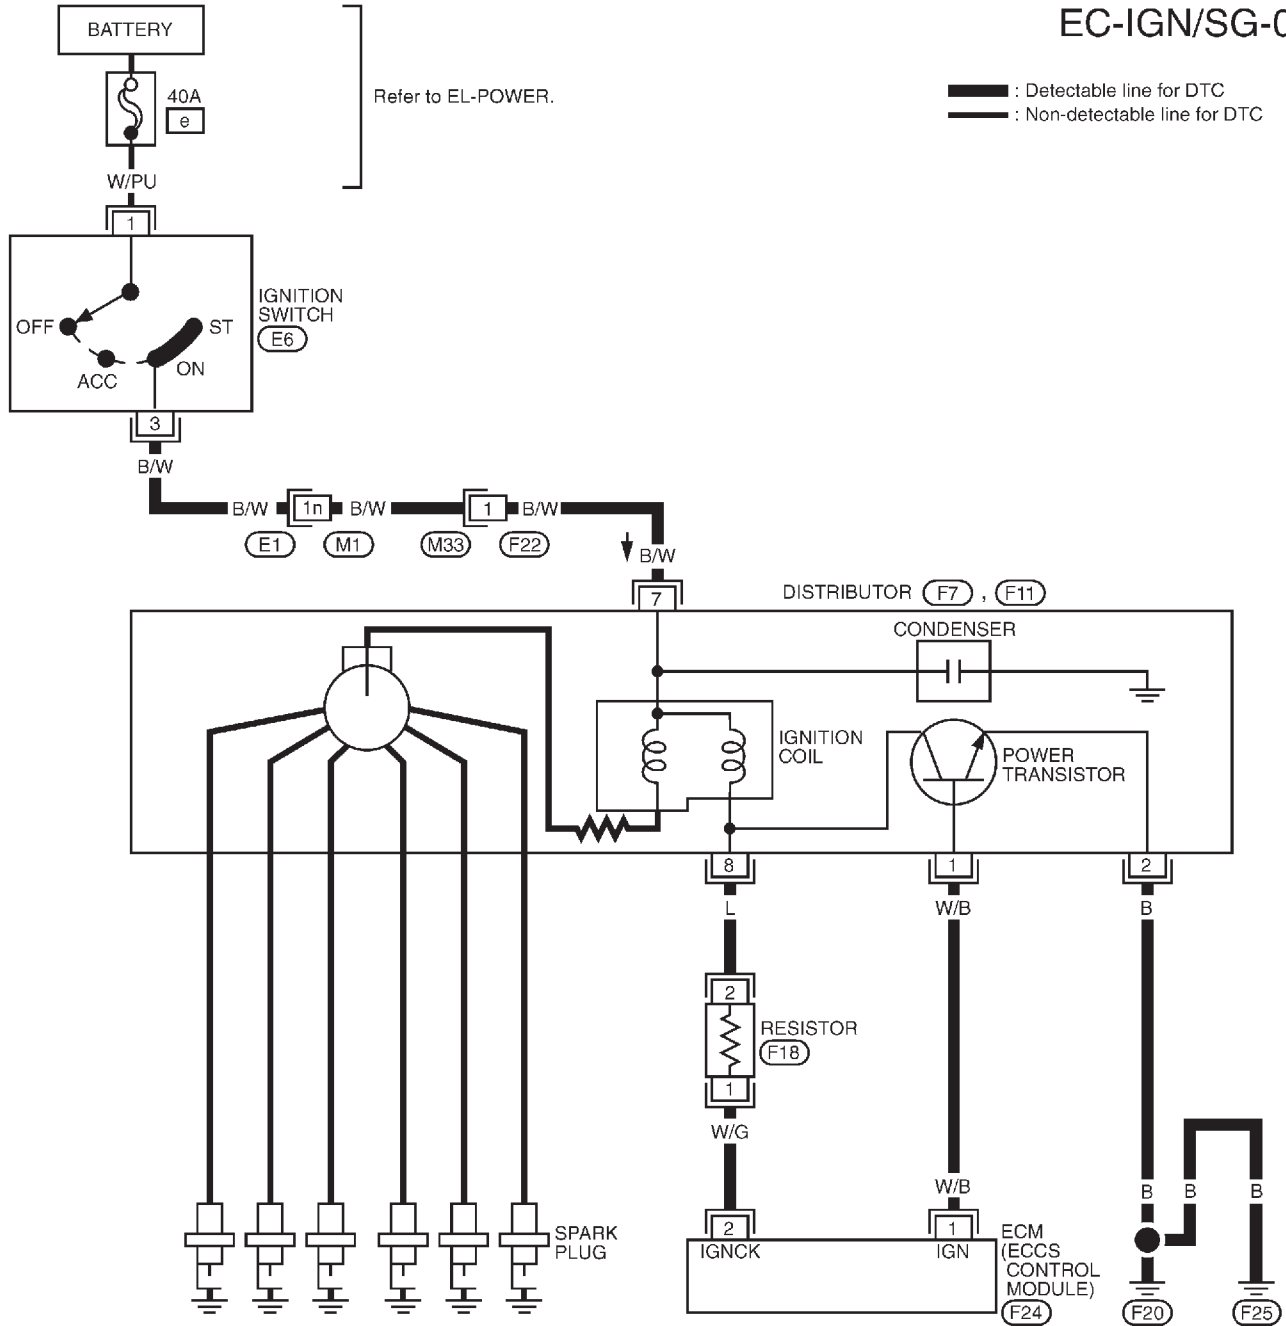 EC-IGN/SG-0
BATTERY
40A
e
Refer to EL-POWER.
: Detectable line for DTC
: Non-detectable line for DTC
W/PU
1
IGNITION
SWITCH
E6
OFF
ST
ACC
ON
3
B/W
B/W
1n
B/W
1
B/W
E1
M1
M33
F22
B/W
7
DISTRIBUTOR F7 , F11
CONDENSER
IGNITION
COIL
POWER
TRANSISTOR
8
1
2
L
W/B
B
2
RESISTOR
F18
1
W/G
W/B
B
B
B
SPARK
PLUG
2
1
IGNCK
IGN
ECM
(ECCS
CONTROL
MODULE)
F24
F20
F25